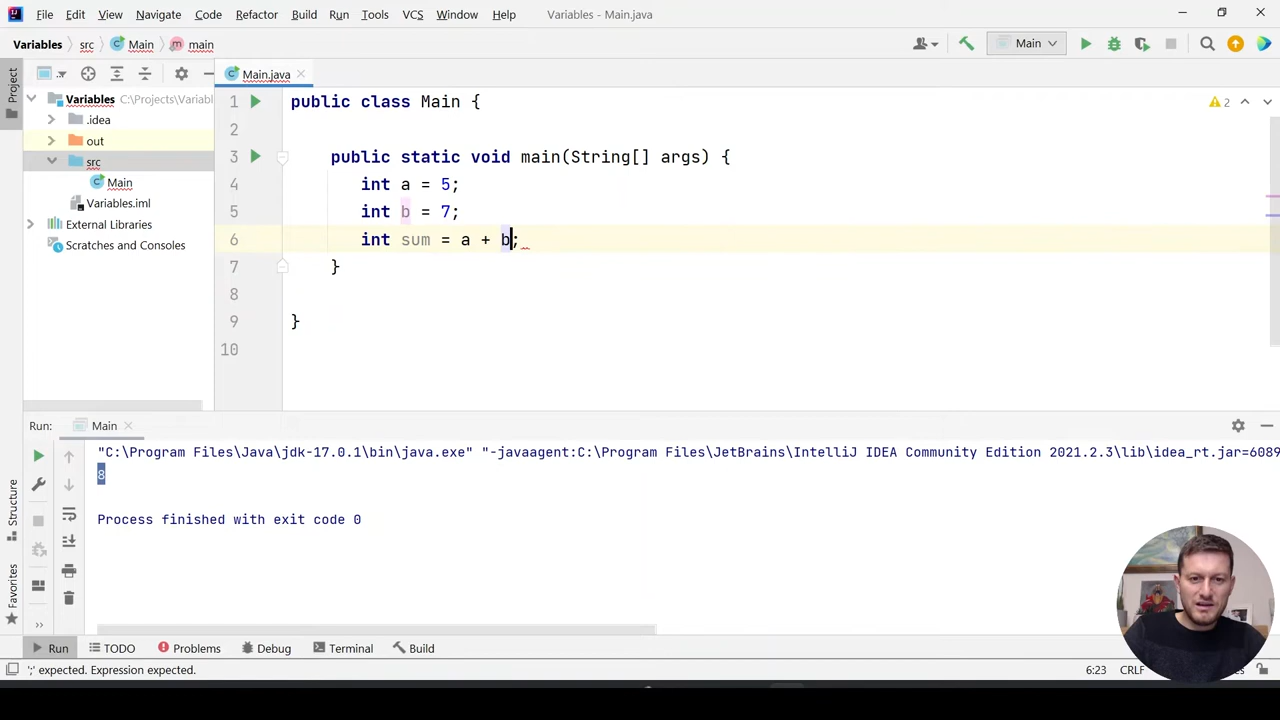 File Edit View Navigate Code Refactor Build Run Tools VCS Window Help Variables - Main.java
Variables src Main main Main
Project
Main.java
Variables C:\Projects\Variabl
.idea
out
src
Main
Variables.iml
External Libraries
Scratches and Consoles
1 public class Main {
2
3 public static void main(String[] args) {
4 int a = 5;
5 int b = 7;
6 int sum = a + b;
7 }
8
9 }
10
2
Run: Main
"C:\Program Files\Java\jdk-17.0.1\bin\java.exe" "-javaagent:C:\Program Files\JetBrains\IntelliJ IDEA Community Edition 2021.2.3\lib\idea_rt.jar=6089
8
Process finished with exit code 0
Structure
Favorites
Run TODO Problems Debug Terminal Build
';' expected. Expression expected. 6:23 CRLF